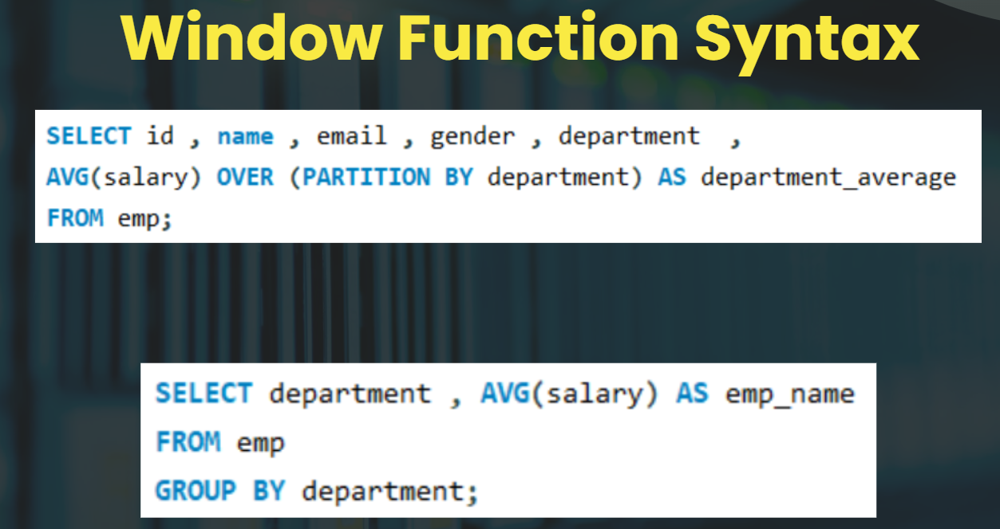 Window Function Syntax
SELECT id , name , email , gender , department  ,
AVG(salary) OVER (PARTITION BY department) AS department_average
FROM emp;
SELECT department , AVG(salary) AS emp_name
FROM emp
GROUP BY department;